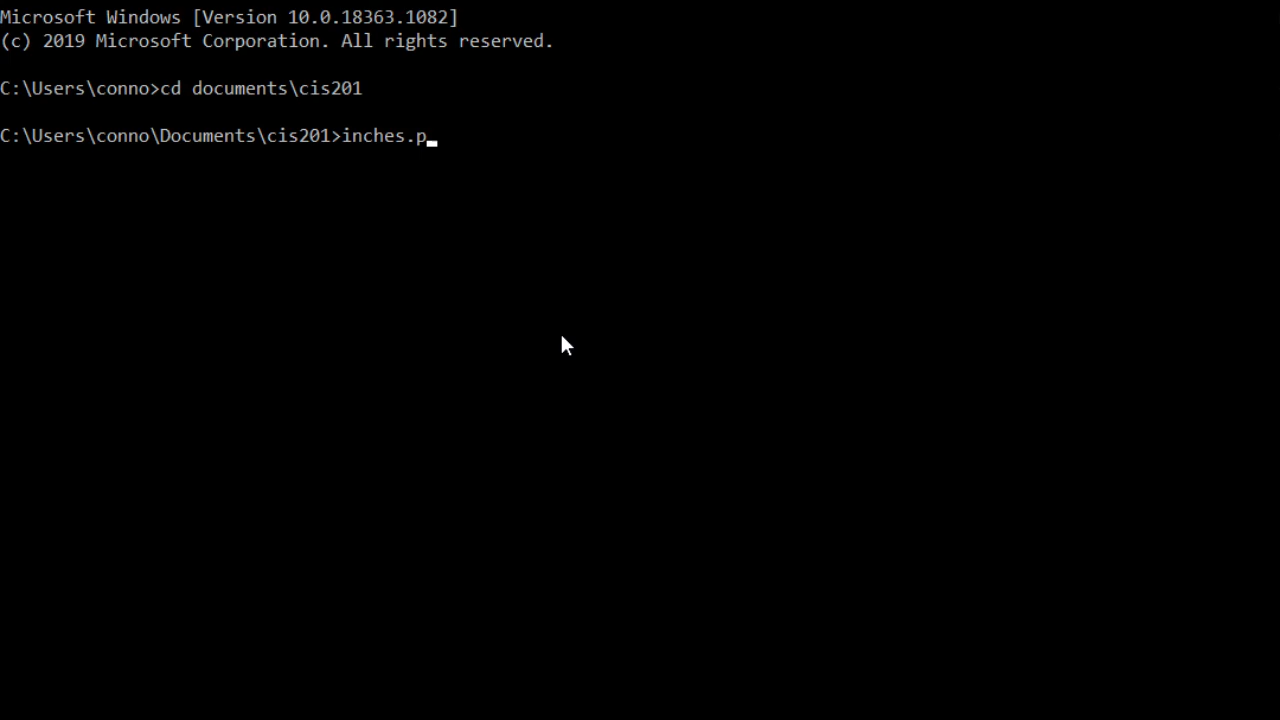 Microsoft Windows [Version 10.0.18363.1082]
(c) 2019 Microsoft Corporation. All rights reserved.
C:\Users\conno>cd documents\cis201
C:\Users\conno\Documents\cis201>inches.p